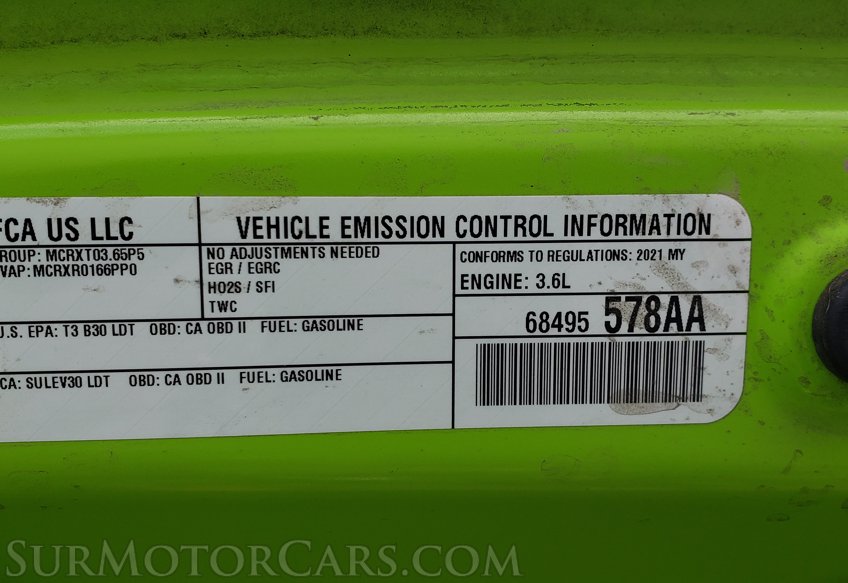 FCA US LLC
VEHICLE EMISSION CONTROL INFORMATION
GROUP: MCRXT03.65P5
EVAP: MCRXR0166PP0
NO ADJUSTMENTS NEEDED
EGR / EGRC
HO2S / SFI
TWC
CONFORMS TO REGULATIONS: 2021 MY
ENGINE: 3.6L
68495 578AA
U.S. EPA: T3 B30 LDT OBD: CA OBD II FUEL: GASOLINE
CA: SULEV30 LDT OBD: CA OBD II FUEL: GASOLINE
SURMOTORCARS.COM